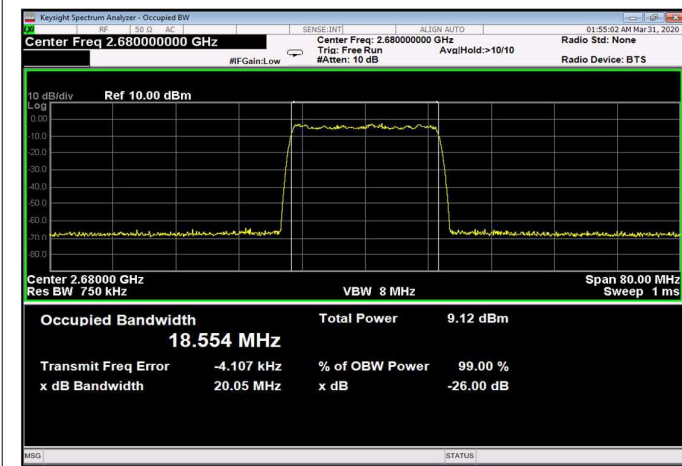 Keysight Spectrum Analyzer - Occupied BW
LXI RF 50 Ω AC SENSE:INT ALIGN AUTO 01:55:02 AM Mar 31, 2020
Center Freq 2.680000000 GHz Center Freq: 2.680000000 GHz Radio Std: None
Trig: Free Run Avg|Hold:>10/10
#IFGain:Low #Atten: 10 dB Radio Device: BTS
10 dB/div Ref 10.00 dBm
Log
0.00
-10.0
-20.0
-30.0
-40.0
-50.0
-60.0
-70.0
-80.0
Center 2.68000 GHz Span 80.00 MHz
Res BW 750 kHz VBW 8 MHz Sweep 1 ms
Occupied Bandwidth Total Power 9.12 dBm
18.554 MHz
Transmit Freq Error -4.107 kHz % of OBW Power 99.00 %
x dB Bandwidth 20.05 MHz x dB -26.00 dB
MSG STATUS